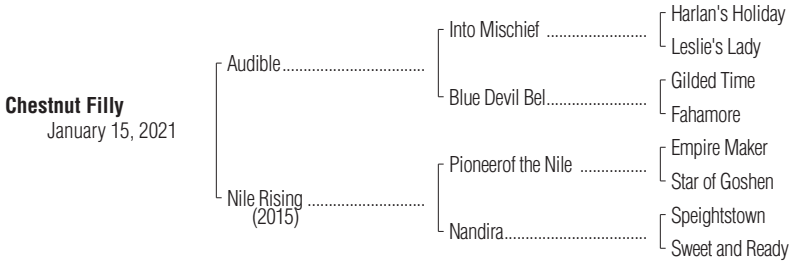 Harlan's Holiday
Into Mischief ........................
Leslie's Lady
Audible..................................
Gilded Time
Blue Devil Bel........................
Fahamore
Chestnut Filly
January 15, 2021
Empire Maker
Pioneerof the Nile ................
Star of Goshen
Nile Rising ............................
(2015)
Speightstown
Nandira..................................
Sweet and Ready